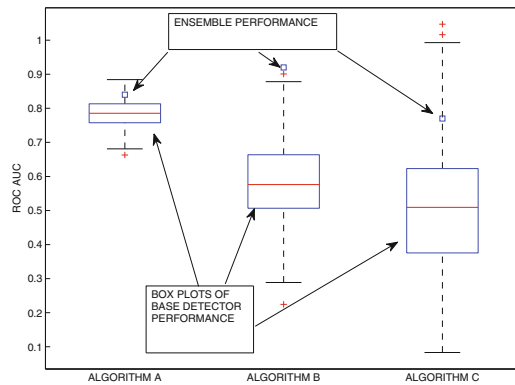 ENSEMBLE PERFORMANCE
1
0.9
0.8
0.7
0.6
0.5
0.4
0.3
0.2
0.1
ROC AUC
BOX PLOTS OF
BASE DETECTOR
PERFORMANCE
ALGORITHM A
ALGORITHM B
ALGORITHM C